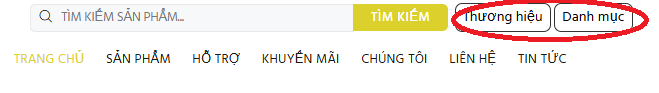 TÌM KIẾM SẢN PHẨM... TÌM KIẾM Thương hiệu Danh mục
TRANG CHỦ SẢN PHẨM HỖ TRỢ KHUYẾN MÃI CHÚNG TÔI LIÊN HỆ TIN TỨC